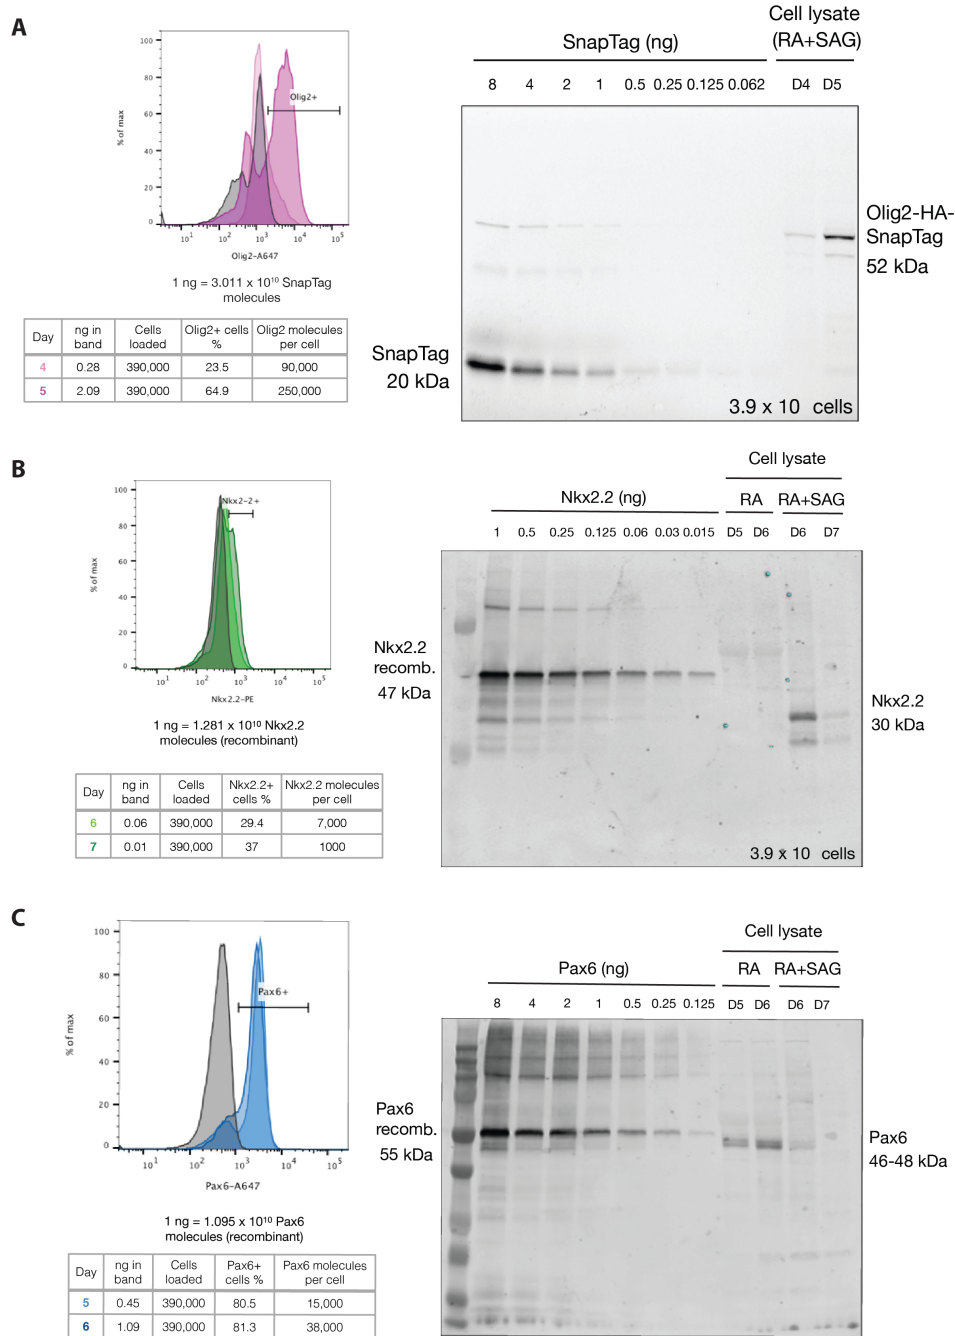 A
% of max
100
80
60
40
20
0
Olig2+
10¹ 10² 10³ 10⁴ 10⁵
Olig2-A647
1 ng = 3.011 x 10¹⁰ SnapTag
molecules
Day ng in band Cells loaded Olig2+ cells % Olig2 molecules per cell
4 0.28 390,000 23.5 90,000
5 2.09 390,000 64.9 250,000
SnapTag (ng)
Cell lysate
(RA+SAG)
8 4 2 1 0.5 0.25 0.125 0.062 D4 D5
Olig2-HA-
SnapTag
52 kDa
SnapTag
20 kDa
3.9 x 10 cells
B
% of max
100
80
60
40
20
0
Nkx2-2+
10¹ 10² 10³ 10⁴ 10⁵
Nkx2.2-PE
1 ng = 1.281 x 10¹⁰ Nkx2.2
molecules (recombinant)
Day ng in band Cells loaded Nkx2.2+ cells % Nkx2.2 molecules per cell
6 0.06 390,000 29.4 7,000
7 0.01 390,000 37 1000
Cell lysate
Nkx2.2 (ng) RA RA+SAG
1 0.5 0.25 0.125 0.06 0.03 0.015 D5 D6 D6 D7
Nkx2.2
recomb.
47 kDa
Nkx2.2
30 kDa
3.9 x 10 cells
C
% of max
100
80
60
40
20
0
Pax6+
10¹ 10² 10³ 10⁴ 10⁵
Pax6-A647
1 ng = 1.095 x 10¹⁰ Pax6
molecules (recombinant)
Day ng in band Cells loaded Pax6+ cells % Pax6 molecules per cell
5 0.45 390,000 80.5 15,000
6 1.09 390,000 81.3 38,000
Cell lysate
Pax6 (ng) RA RA+SAG
8 4 2 1 0.5 0.25 0.125 D5 D6 D6 D7
Pax6
recomb.
55 kDa
Pax6
46-48 kDa